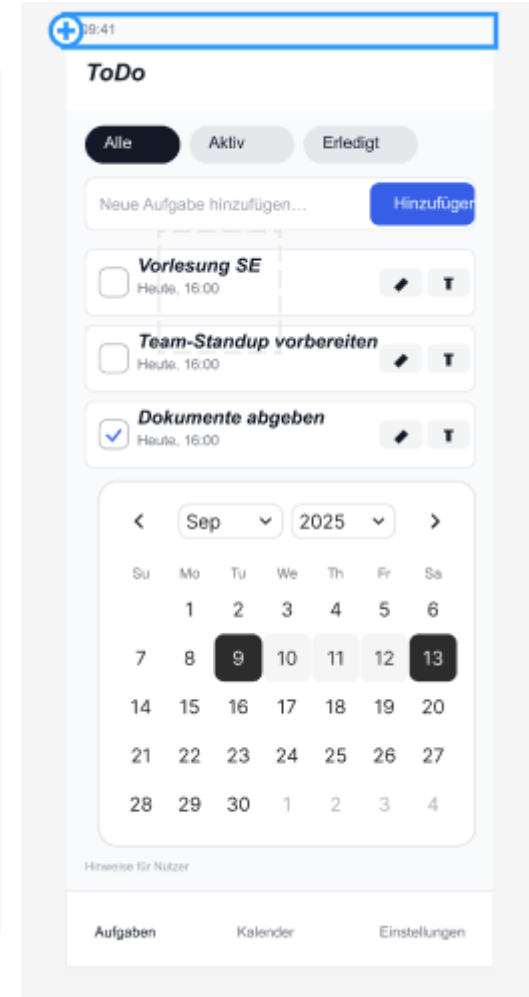 09:41
ToDo
Alle Aktiv Erledigt
Neue Aufgabe hinzufügen... Hinzufügen
Vorlesung SE
Heute, 16:00
T
Team-Standup vorbereiten
Heute, 16:00
T
Dokumente abgeben
Heute, 16:00
T
Sep 2025
Su Mo Tu We Th Fr Sa
1 2 3 4 5 6
7 8 9 10 11 12 13
14 15 16 17 18 19 20
21 22 23 24 25 26 27
28 29 30 1 2 3 4
Hinweise für Nutzer
Aufgaben Kalender Einstellungen